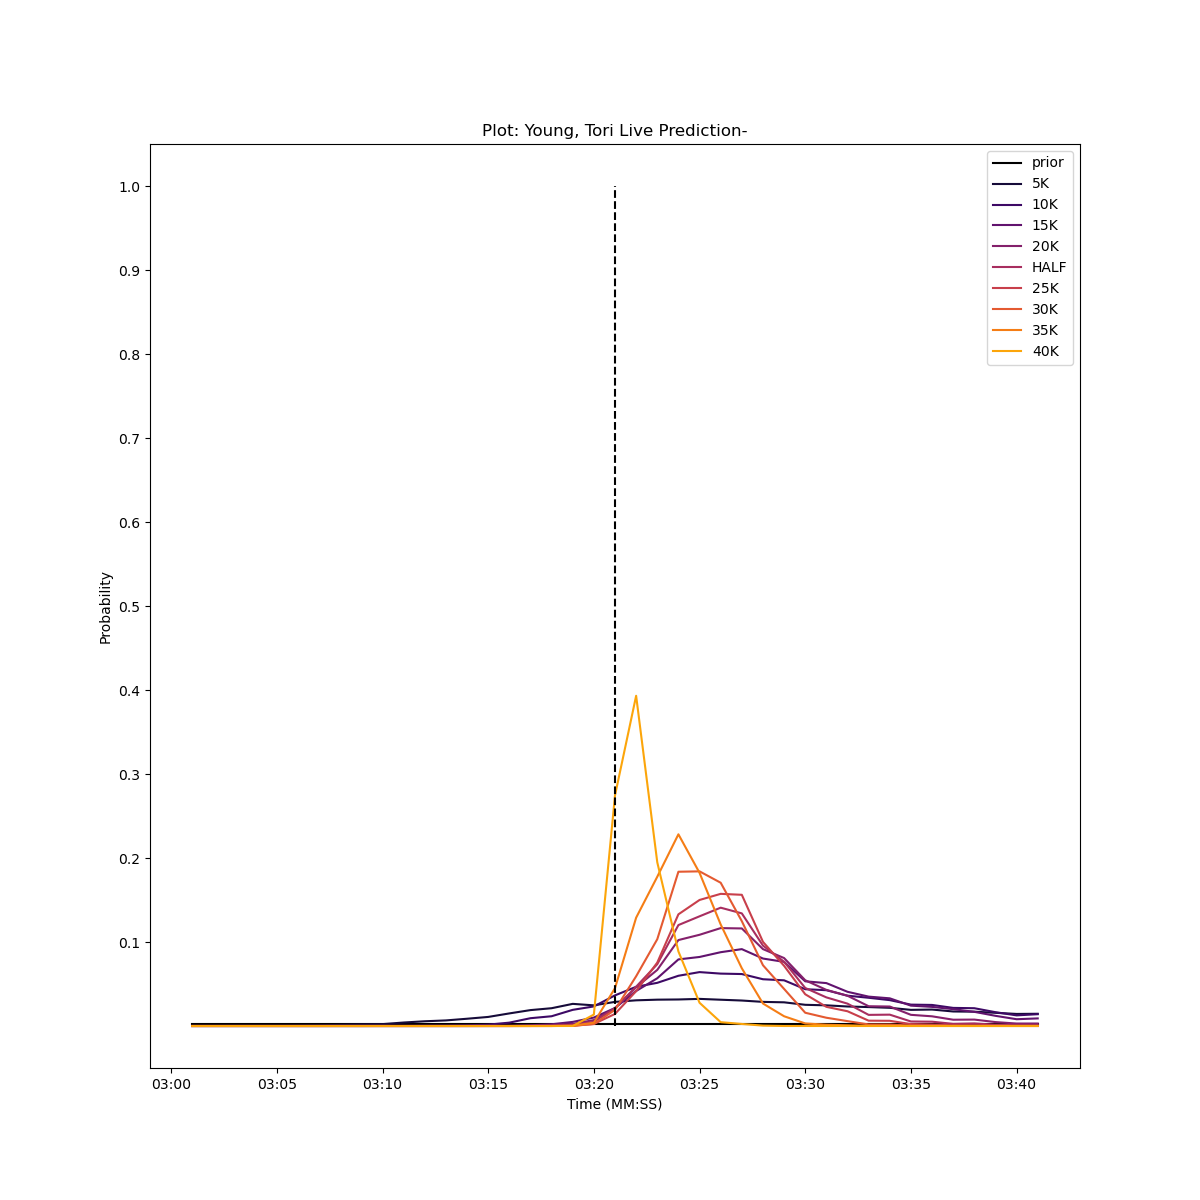 Plot: Young, Tori Live Prediction-
prior
5K
10K
15K
20K
HALF
25K
30K
35K
40K
1.0
0.9
0.8
0.7
0.6
0.5
0.4
0.3
0.2
0.1
Probability
03:00 03:05 03:10 03:15 03:20 03:25 03:30 03:35 03:40
Time (MM:SS)